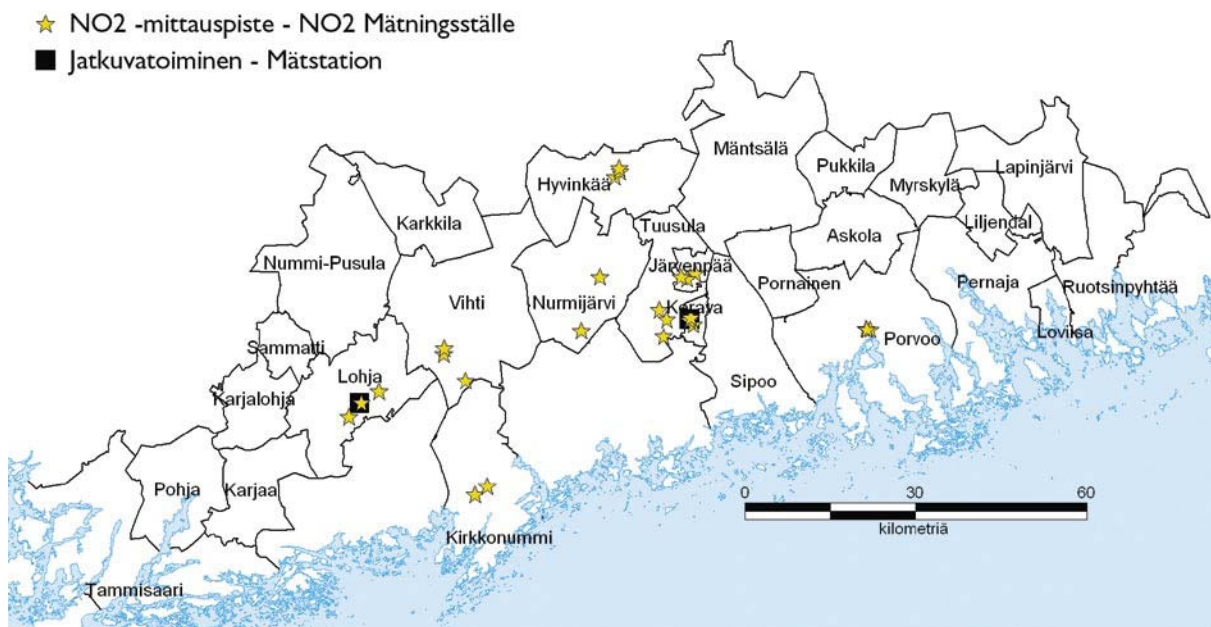 NO2 -mittauspiste - NO2 Mätningsställe
Jatkuvatoiminen - Mätstation
Mäntsälä
Pukkila
Lapinjärvi
Hyvinkää
Myrskylä
Karkkila
Tuusula
Liljendal
Askola
Nummi-Pusula
Järvenpää
Pornainen
Pernaja
Ruotsinpyhtää
Vihti
Nurmijärvi
Kerava
Loviisa
Porvoo
Sammatti
Lohja
Sipoo
Karjalohja
Pohja
Karjaa
0 30 60
kilometriä
Kirkkonummi
Tammisaari